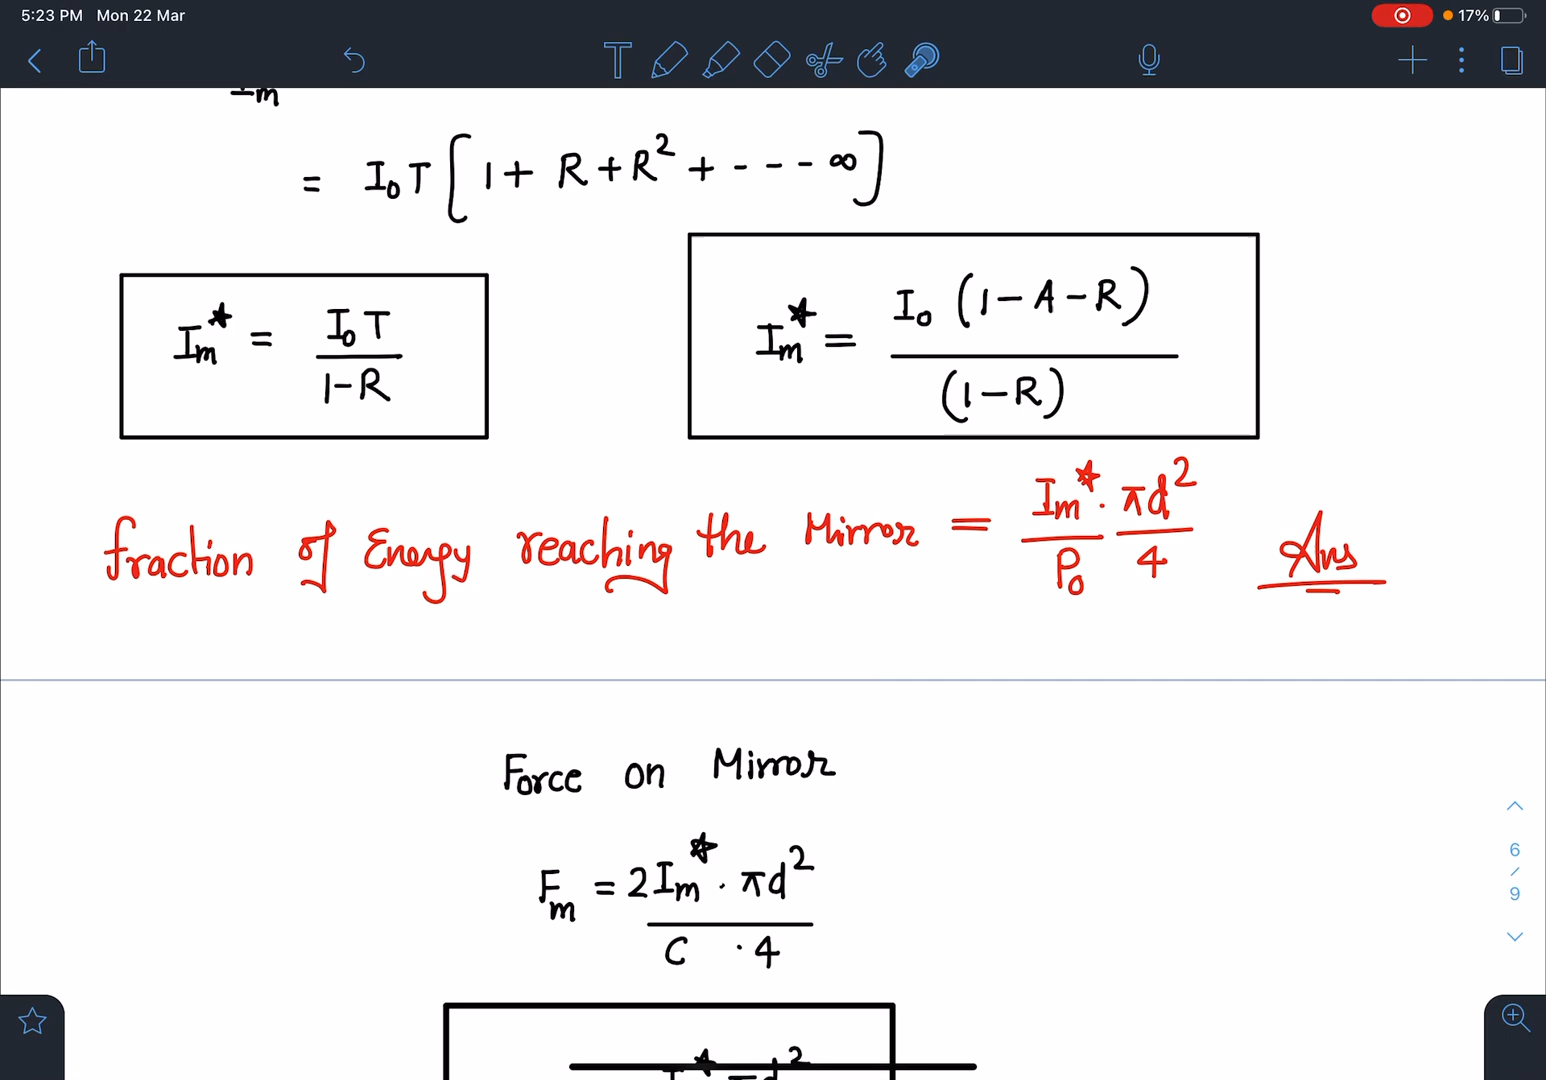 5:23 PM Mon 22 Mar 17%
= I₀T[1 + R + R² + - - - - ∞]
Iₘ* = I₀T / 1-R
Iₘ* = I₀(1-A-R) / (1-R)
fraction of Energy reaching the Mirror = Iₘ*/P₀ · πd²/4 Ans
Force on Mirror
Fₘ = 2Iₘ* · πd² / C · 4
6
/
9